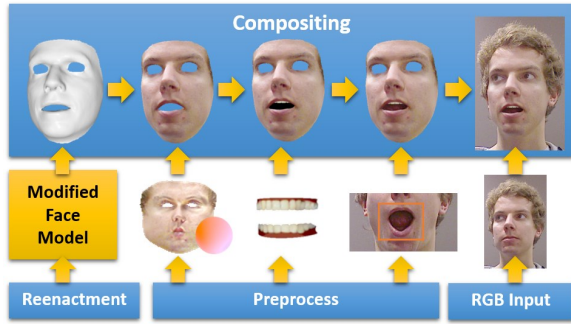 Compositing
Modified
Face
Model
Reenactment
Preprocess
RGB Input